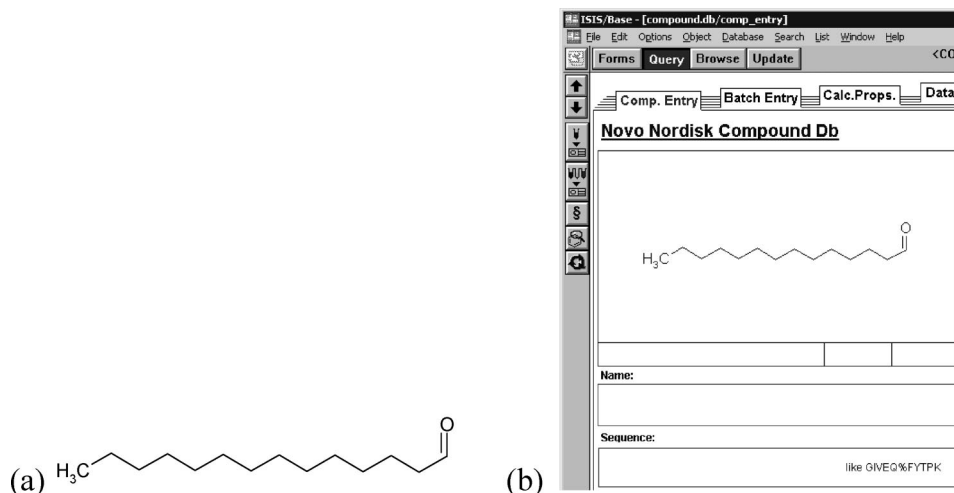 ISIS/Base - [compound.db/comp_entry]
File Edit Options Object Database Search List Window Help
Forms Query Browse Update <CO
Comp. Entry Batch Entry Calc.Props. Data
Novo Nordisk Compound Db
§
O
H₃C
Name:
Sequence:
like GIVEQ%FYTPK
O
(a) H₃C
(b)